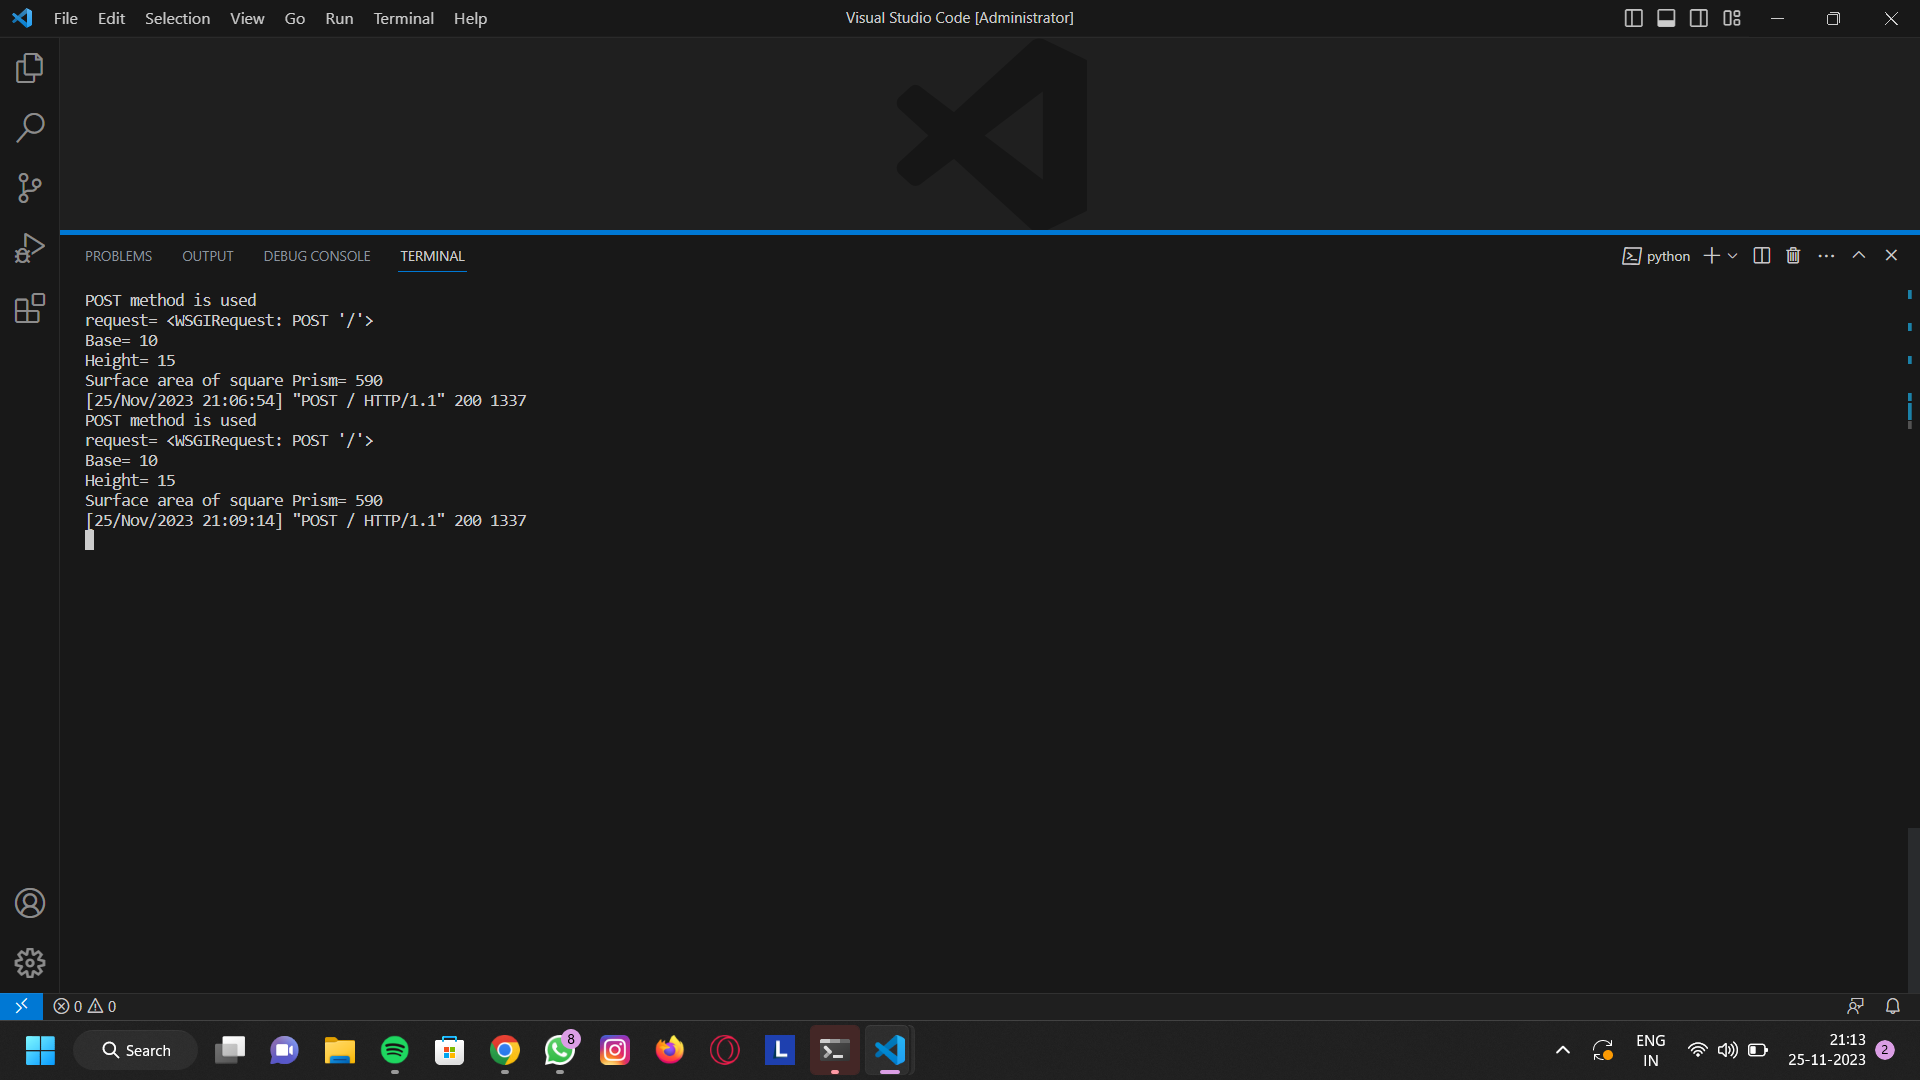 File Edit Selection View Go Run Terminal Help
Visual Studio Code [Administrator]
PROBLEMS OUTPUT DEBUG CONSOLE TERMINAL
python
POST method is used
request= <WSGIRequest: POST '/'>
Base= 10
Height= 15
Surface area of square Prism= 590
[25/Nov/2023 21:06:54] "POST / HTTP/1.1" 200 1337
POST method is used
request= <WSGIRequest: POST '/'>
Base= 10
Height= 15
Surface area of square Prism= 590
[25/Nov/2023 21:09:14] "POST / HTTP/1.1" 200 1337
0 0
Search
8
L
ENG
IN
21:13
25-11-2023
2